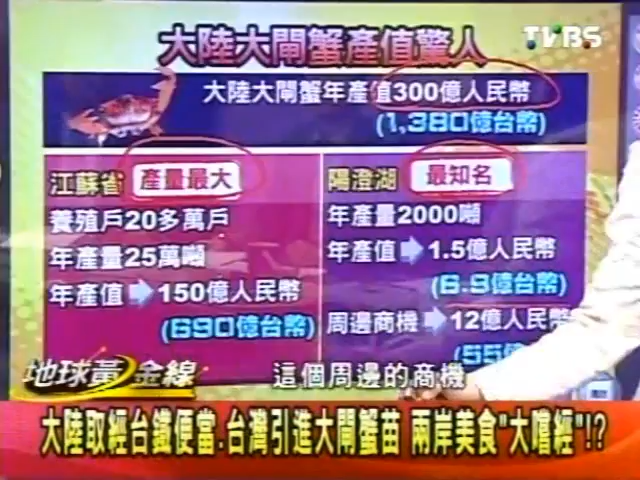 TVBS
大陸大閘蟹產值驚人
大陸大閘蟹年產值300億人民幣
(1,380億台幣)
江蘇省 產量最大
養殖戶20多萬戶
年產量25萬噸
年產值➡150億人民幣
(690億台幣)
陽澄湖 最知名
年產量2000噸
年產值➡1.5億人民幣
(6.9億台幣)
周邊商機➡12億人民幣
(55億
地球黃金線
這個周邊的商機
大陸取經台鐵便當.台灣引進大閘蟹苗 兩岸美食"大嚐經"!?